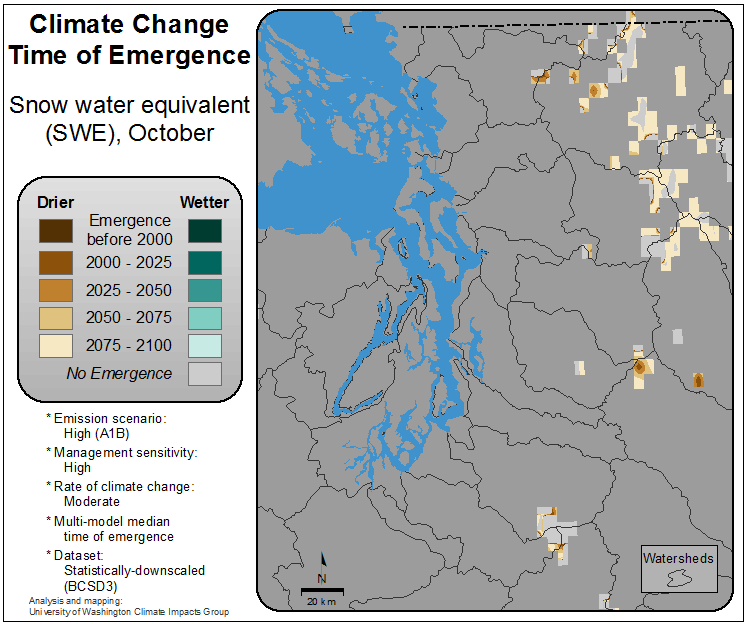 Climate Change
Time of Emergence
Snow water equivalent
(SWE), October
Drier
Wetter
Emergence
before 2000
2000 - 2025
2025 - 2050
2050 - 2075
2075 - 2100
No Emergence
* Emission scenario:
High (A1B)
* Management sensitivity:
High
* Rate of climate change:
Moderate
* Multi-model median
time of emergence
* Dataset:
Statistically-downscaled
(BCSD3)
Analysis and mapping:
University of Washington Climate Impacts Group
N
20 km
Watersheds